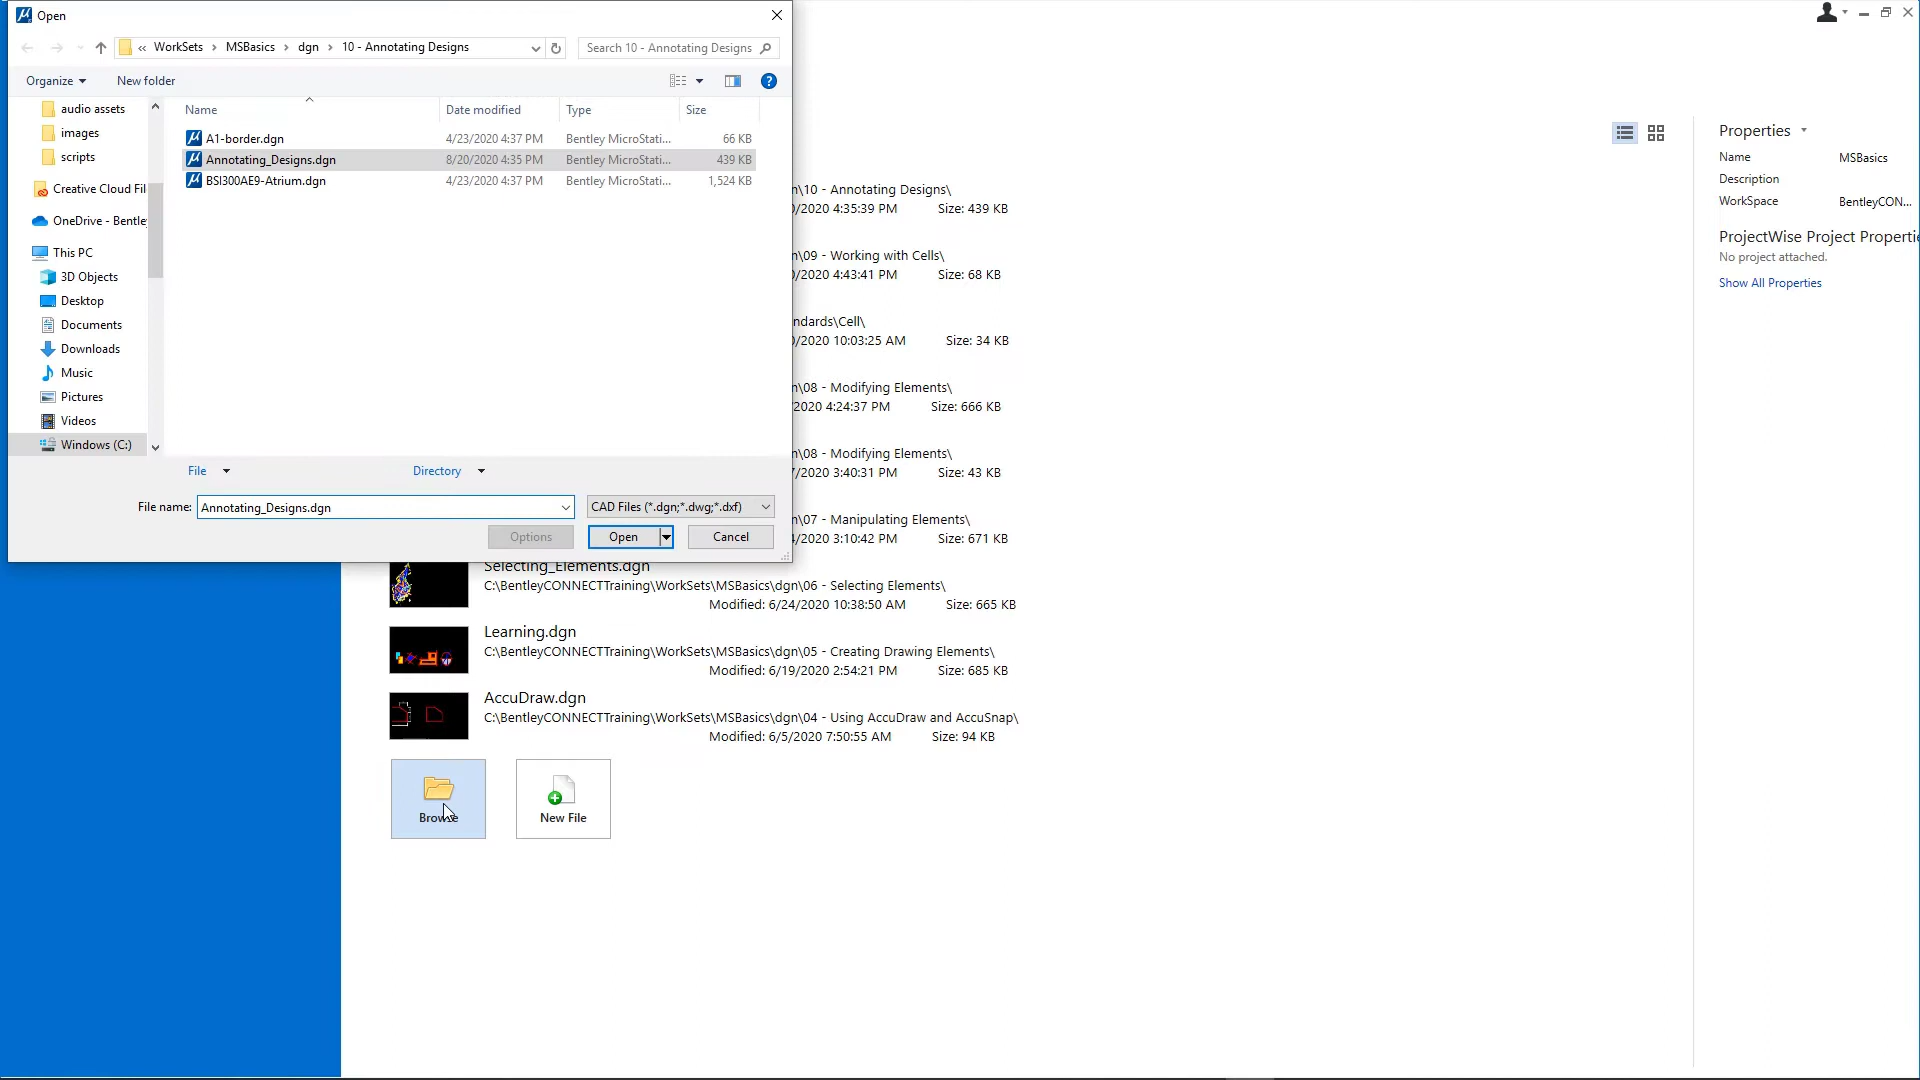 Open
« WorkSets > MSBasics > dgn > 10 - Annotating Designs
Search 10 - Annotating Designs
Organize
New folder
Name Date modified Type Size
A1-border.dgn 4/23/2020 4:37 PM Bentley MicroStati... 66 KB
Annotating_Designs.dgn 8/20/2020 4:35 PM Bentley MicroStati... 439 KB
BSI300AE9-Atrium.dgn 4/23/2020 4:37 PM Bentley MicroStati... 1,524 KB
audio assets
images
scripts
Creative Cloud Fil
OneDrive - Bentle
This PC
3D Objects
Desktop
Documents
Downloads
Music
Pictures
Videos
Windows (C:)
File
Directory
File name: Annotating_Designs.dgn
CAD Files (*.dgn;*.dwg;*.dxf)
Options
Open
Cancel
n\10 - Annotating Designs\
/2020 4:35:39 PM Size: 439 KB
n\09 - Working with Cells\
/2020 4:43:41 PM Size: 68 KB
ndards\Cell\
/2020 10:03:25 AM Size: 34 KB
n\08 - Modifying Elements\
/2020 4:24:37 PM Size: 666 KB
n\08 - Modifying Elements\
/2020 3:40:31 PM Size: 43 KB
n\07 - Manipulating Elements\
/2020 3:10:42 PM Size: 671 KB
Selecting_Elements.dgn
C:\BentleyCONNECTTraining\WorkSets\MSBasics\dgn\06 - Selecting Elements\
Modified: 6/24/2020 10:38:50 AM Size: 665 KB
Learning.dgn
C:\BentleyCONNECTTraining\WorkSets\MSBasics\dgn\05 - Creating Drawing Elements\
Modified: 6/19/2020 2:54:21 PM Size: 685 KB
AccuDraw.dgn
C:\BentleyCONNECTTraining\WorkSets\MSBasics\dgn\04 - Using AccuDraw and AccuSnap\
Modified: 6/5/2020 7:50:55 AM Size: 94 KB
Browse
New File
Properties
Name MSBasics
Description
WorkSpace BentleyCON...
ProjectWise Project Properti
No project attached.
Show All Properties